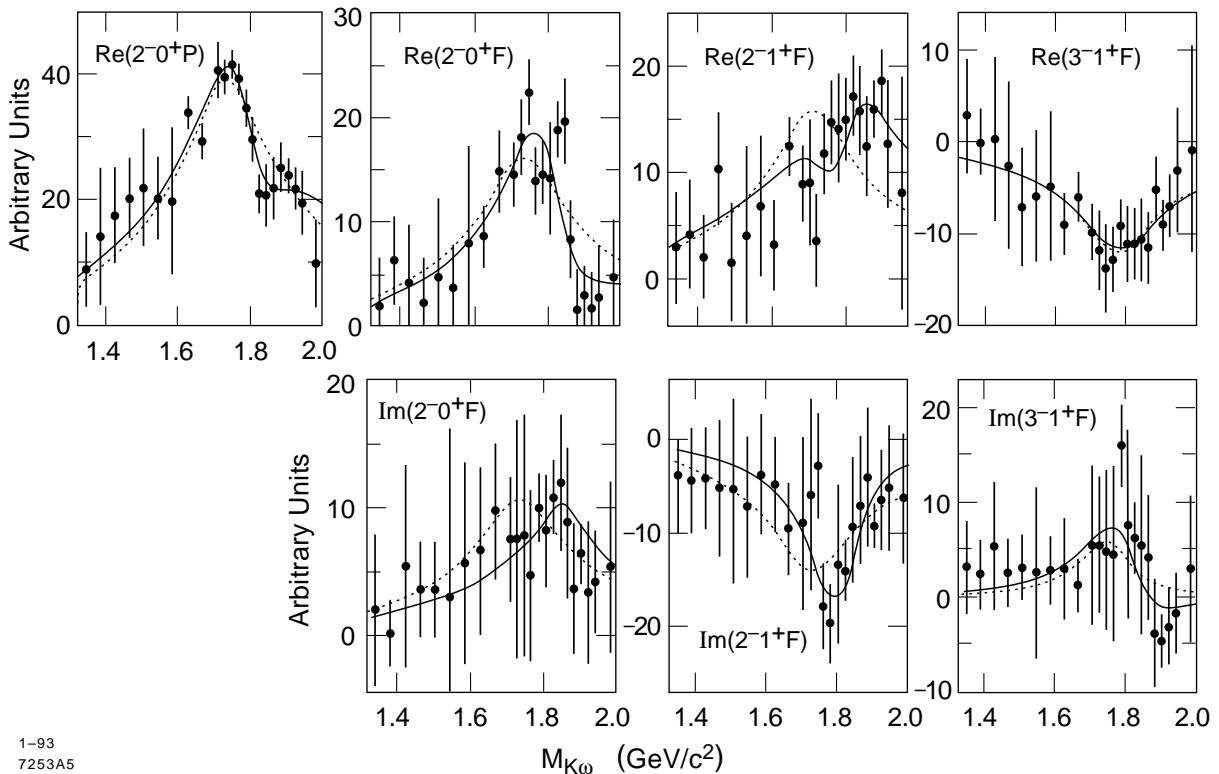 Re(2⁻0⁺P)
Re(2⁻0⁺F)
Re(2⁻1⁺F)
Re(3⁻1⁺F)
Arbitrary Units
40
20
0
1.4 1.6 1.8 2.0
30
20
10
0
20
10
0
10
0
−10
−20
Im(2⁻0⁺F)
Im(2⁻1⁺F)
Im(3⁻1⁺F)
Arbitrary Units
20
10
0
1.4 1.6 1.8 2.0
0
−10
−20
1.4 1.6 1.8 2.0
20
10
0
−10
1.4 1.6 1.8 2.0
M_Kω (GeV/c²)
1–93
7253A5